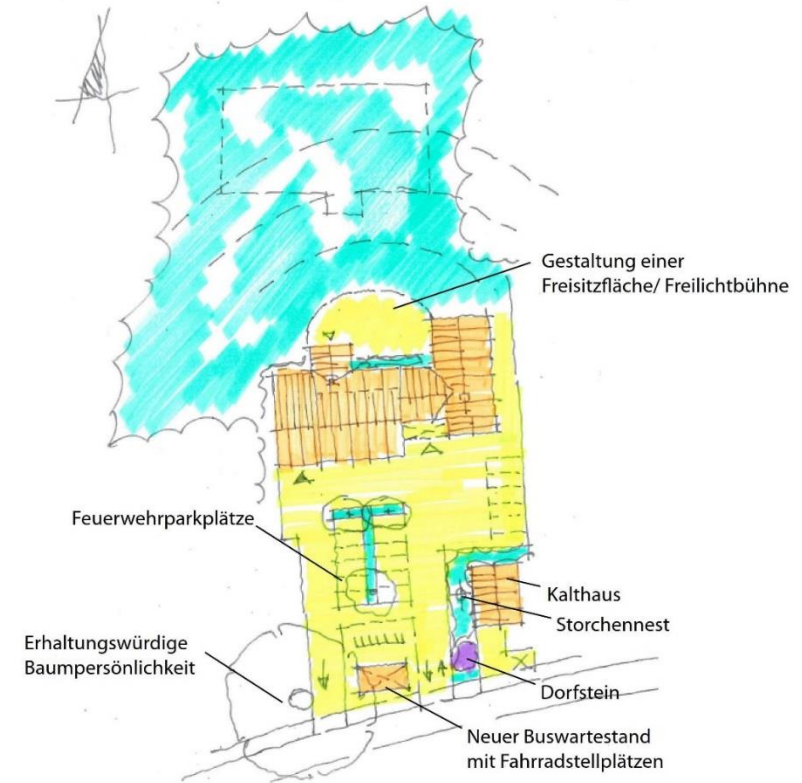 Gestaltung einer
Freisitzfläche/ Freilichtbühne
Feuerwehrparkplätze
Kalthaus
Storchennest
Erhaltungswürdige
Baumpersönlichkeit
Dorfstein
Neuer Buswartestand
mit Fahrradstellplätzen